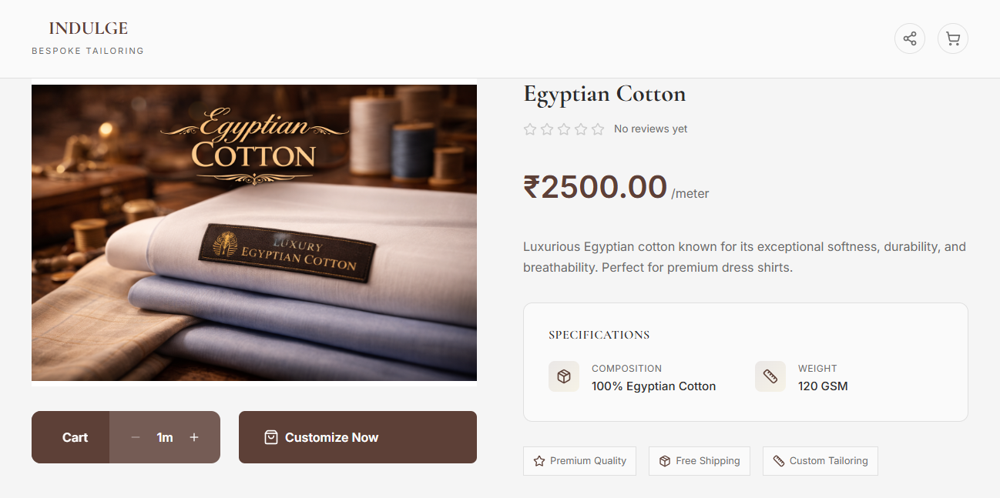 INDULGE
BESPOKE TAILORING
Egyptian
COTTON
LUXURY
EGYPTIAN COTTON
Cart
1m
Customize Now
Egyptian Cotton
No reviews yet
₹2500.00 /meter
Luxurious Egyptian cotton known for its exceptional softness, durability, and
breathability. Perfect for premium dress shirts.
SPECIFICATIONS
COMPOSITION
100% Egyptian Cotton
WEIGHT
120 GSM
Premium Quality
Free Shipping
Custom Tailoring